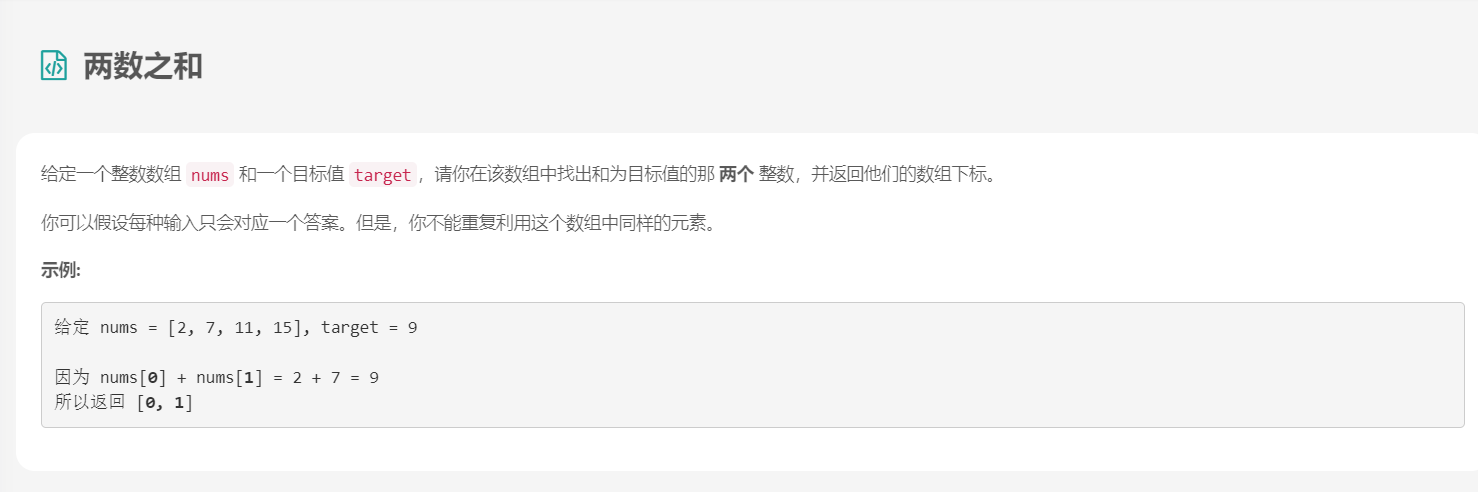 两数之和
给定一个整数数组 nums 和一个目标值 target，请你在该数组中找出和为目标值的那 两个 整数，并返回他们的数组下标。
你可以假设每种输入只会对应一个答案。但是，你不能重复利用这个数组中同样的元素。
示例:
给定 nums = [2, 7, 11, 15], target = 9
因为 nums[0] + nums[1] = 2 + 7 = 9
所以返回 [0, 1]